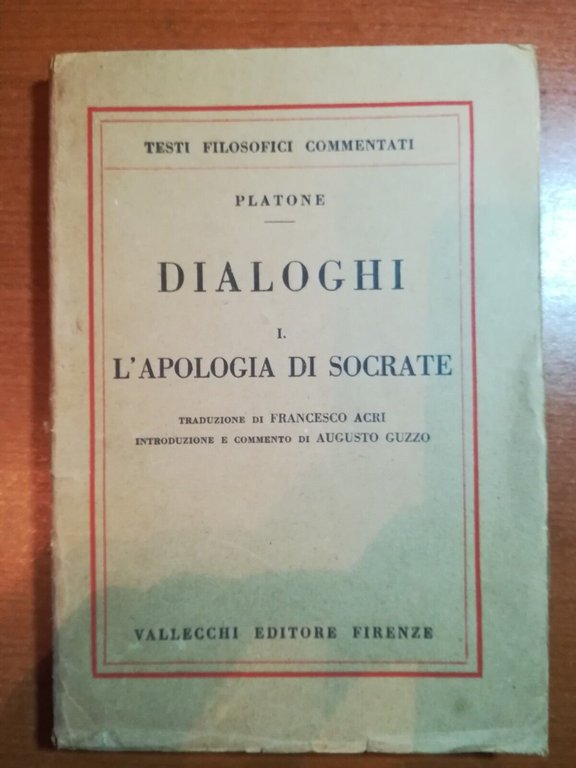 TESTI FILOSOFICI COMMENTATI
PLATONE
DIALOGHI
I.
L'APOLOGIA DI SOCRATE
TRADUZIONE DI FRANCESCO ACRI
INTRODUZIONE E COMMENTO DI AUGUSTO GUZZO
VALLECCHI EDITORE FIRENZE